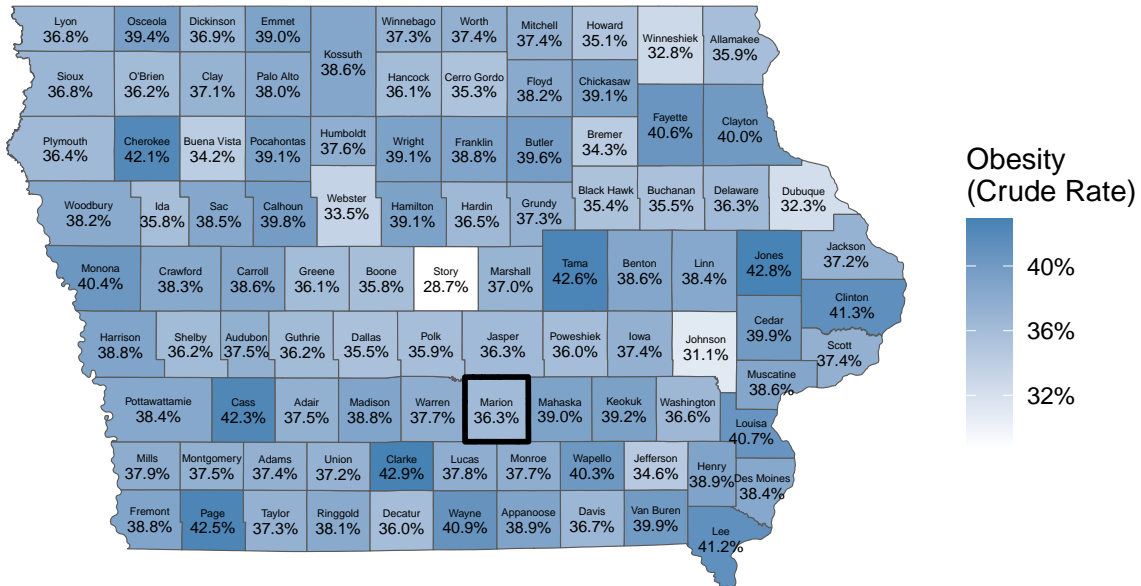 Lyon
36.8%
Osceola
39.4%
Dickinson
36.9%
Emmet
39.0%
Kossuth
38.6%
Winnebago
37.3%
Worth
37.4%
Mitchell
37.4%
Howard
35.1%
Winneshiek
32.8%
Allamakee
35.9%
Sioux
36.8%
O'Brien
36.2%
Clay
37.1%
Palo Alto
38.0%
Hancock
36.1%
Cerro Gordo
35.3%
Floyd
38.2%
Chickasaw
39.1%
Fayette
40.6%
Clayton
40.0%
Plymouth
36.4%
Cherokee
42.1%
Buena Vista
34.2%
Pocahontas
39.1%
Humboldt
37.6%
Wright
39.1%
Franklin
38.8%
Butler
39.6%
Bremer
34.3%
Woodbury
38.2%
Ida
35.8%
Sac
38.5%
Calhoun
39.8%
Webster
33.5%
Hamilton
39.1%
Hardin
36.5%
Grundy
37.3%
Black Hawk
35.4%
Buchanan
35.5%
Delaware
36.3%
Dubuque
32.3%
Monona
40.4%
Crawford
38.3%
Carroll
38.6%
Greene
36.1%
Boone
35.8%
Story
28.7%
Marshall
37.0%
Tama
42.6%
Benton
38.6%
Linn
38.4%
Jones
42.8%
Jackson
37.2%
Clinton
41.3%
Harrison
38.8%
Shelby
36.2%
Audubon
37.5%
Guthrie
36.2%
Dallas
35.5%
Polk
35.9%
Jasper
36.3%
Poweshiek
36.0%
Iowa
37.4%
Johnson
31.1%
Cedar
39.9%
Scott
37.4%
Muscatine
38.6%
Pottawattamie
38.4%
Cass
42.3%
Adair
37.5%
Madison
38.8%
Warren
37.7%
Marion
36.3%
Mahaska
39.0%
Keokuk
39.2%
Washington
36.6%
Louisa
40.7%
Mills
37.9%
Montgomery
37.5%
Adams
37.4%
Union
37.2%
Clarke
42.9%
Lucas
37.8%
Monroe
37.7%
Wapello
40.3%
Jefferson
34.6%
Henry
38.9%
Des Moines
38.4%
Fremont
38.8%
Page
42.5%
Taylor
37.3%
Ringgold
38.1%
Decatur
36.0%
Wayne
40.9%
Appanoose
38.9%
Davis
36.7%
Van Buren
39.9%
Lee
41.2%
Obesity
(Crude Rate)
40%
36%
32%